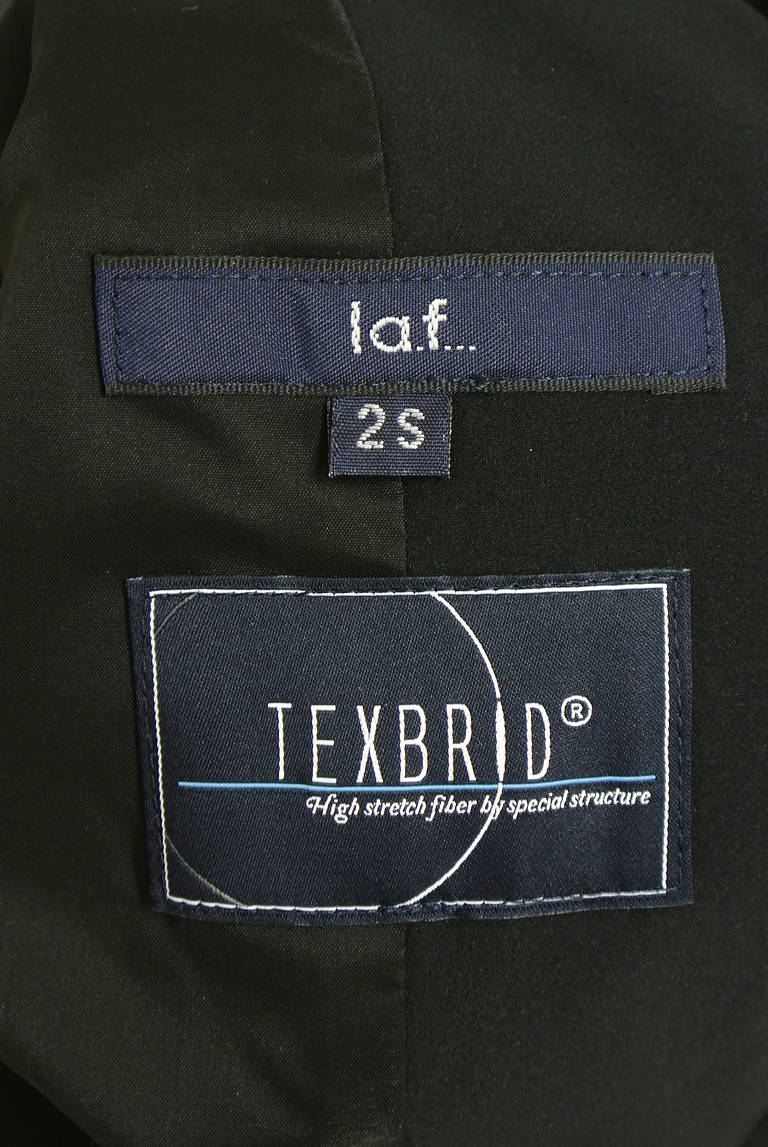 la.f...
2S
TEXBRID®
High stretch fiber by special structure